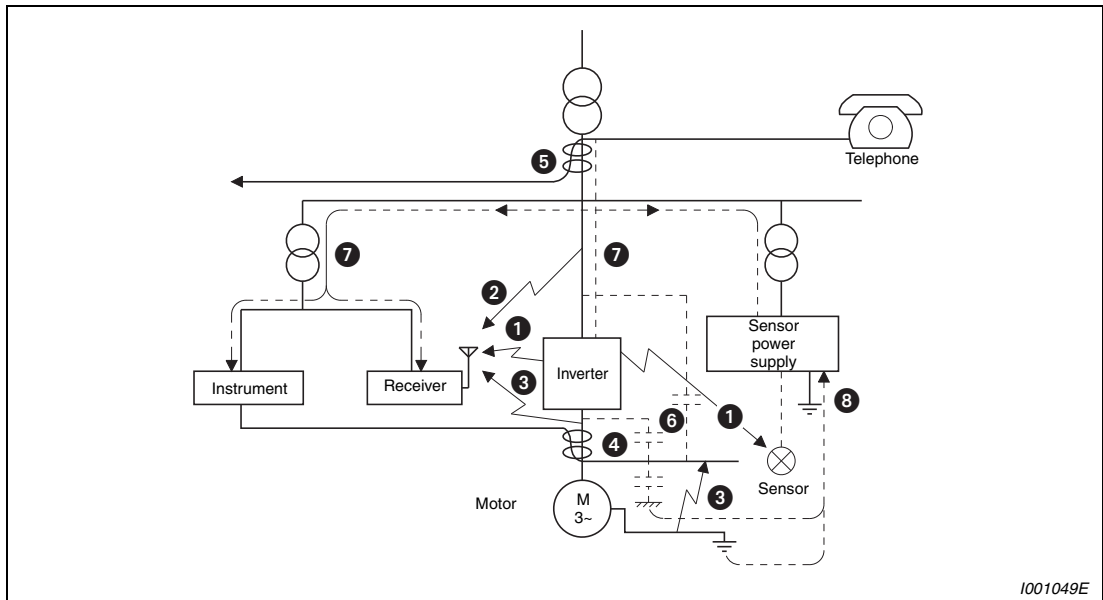 Telephone
5
7
7
2
1
Sensor
power
supply
Instrument
Receiver
3
Inverter
8
6
1
4
Sensor
3
Motor
M
3~
I001049E